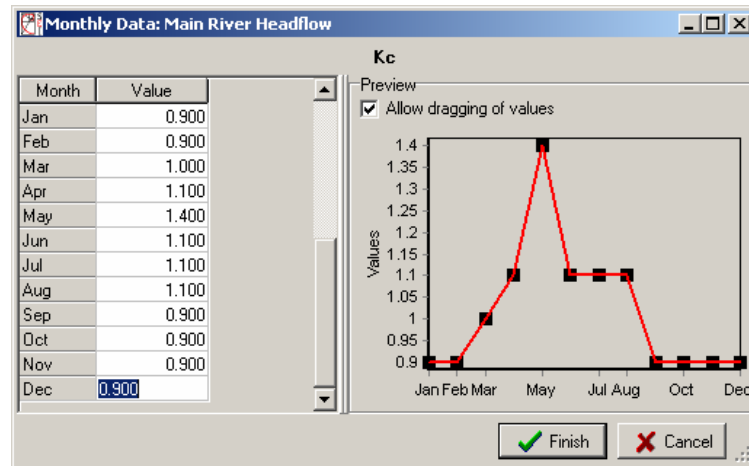 Monthly Data: Main River Headflow
Kc
Month Value
Jan 0.900
Feb 0.900
Mar 1.000
Apr 1.100
May 1.400
Jun 1.100
Jul 1.100
Aug 1.100
Sep 0.900
Oct 0.900
Nov 0.900
Dec 0.900
Preview
Allow dragging of values
1.4
1.35
1.3
1.25
1.2
1.15
1.1
1.05
1
0.95
0.9
Values
Jan Feb Mar May Jul Aug Oct Dec
Finish Cancel